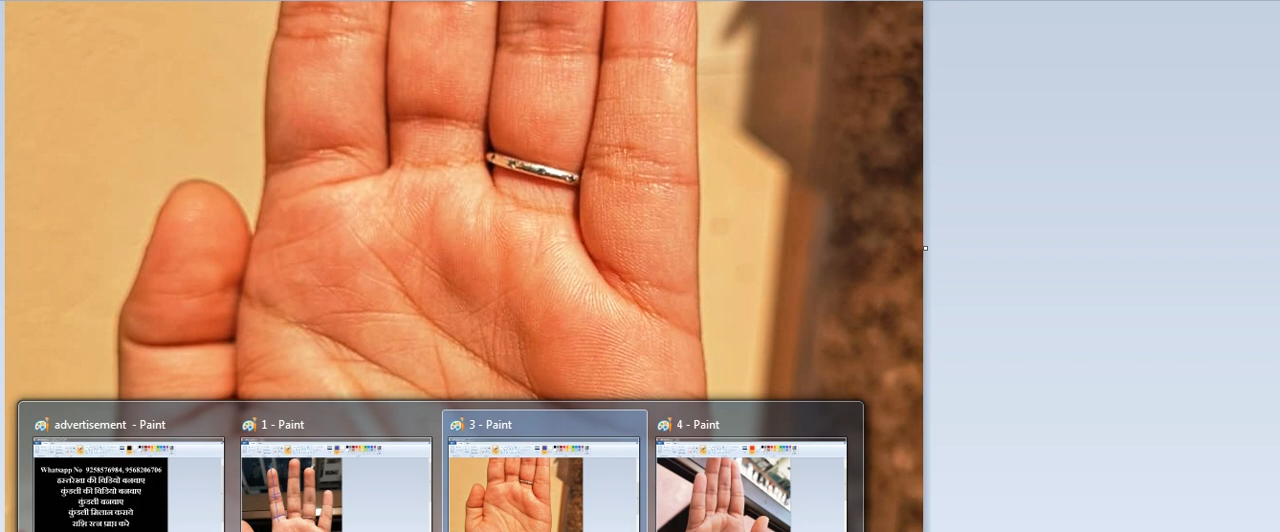 advertisement - Paint
1 - Paint
3 - Paint
4 - Paint
Whatsapp No 9258576984, 9568206706
हस्तरेखा की विडियो बनवाए
कुंडली की विडियो बनवाए
कुंडली बनवाए
कुंडली मिलान कराये
राशि रत्न प्राप्त करे